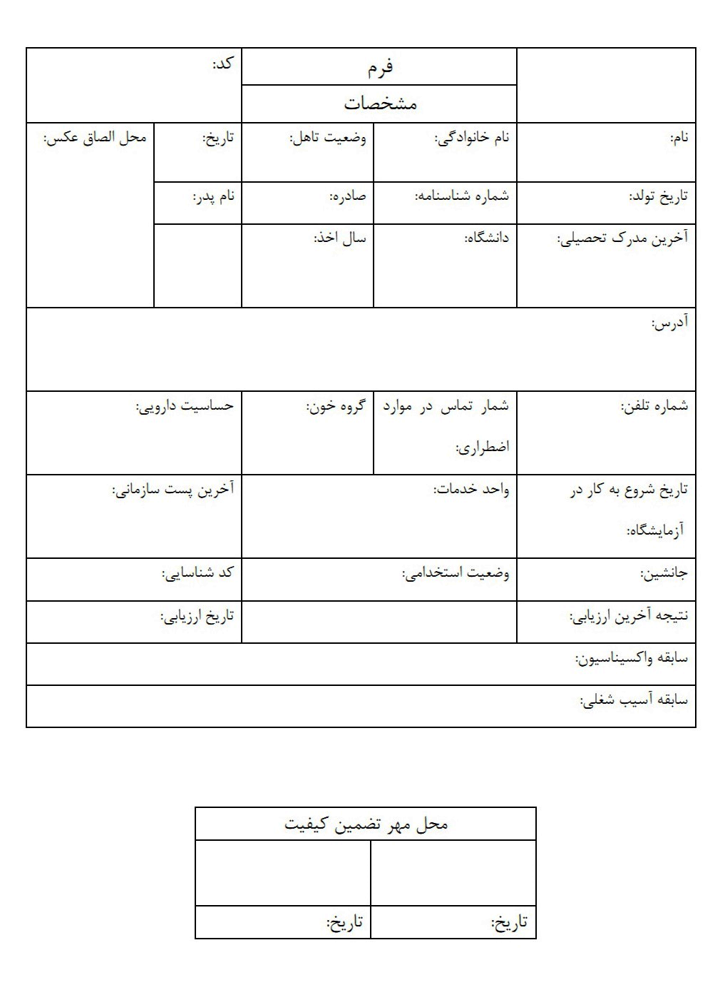 فرم
کد:
مشخصات
نام:
نام خانوادگی:
وضعیت تاهل:
تاریخ:
محل الصاق عکس:
تاریخ تولد:
شماره شناسنامه:
صادره:
نام پدر:
آخرین مدرک تحصیلی:
دانشگاه:
سال اخذ:
آدرس:
شماره تلفن:
شمار تماس در موارد
اضطراری:
گروه خون:
حساسیت دارویی:
تاریخ شروع به کار در
آزمایشگاه:
واحد خدمات:
آخرین پست سازمانی:
جانشین:
وضعیت استخدامی:
کد شناسایی:
نتیجه آخرین ارزیابی:
تاریخ ارزیابی:
سابقه واکسیناسیون:
سابقه آسیب شغلی:
محل مهر تضمین کیفیت
تاریخ:
تاریخ: